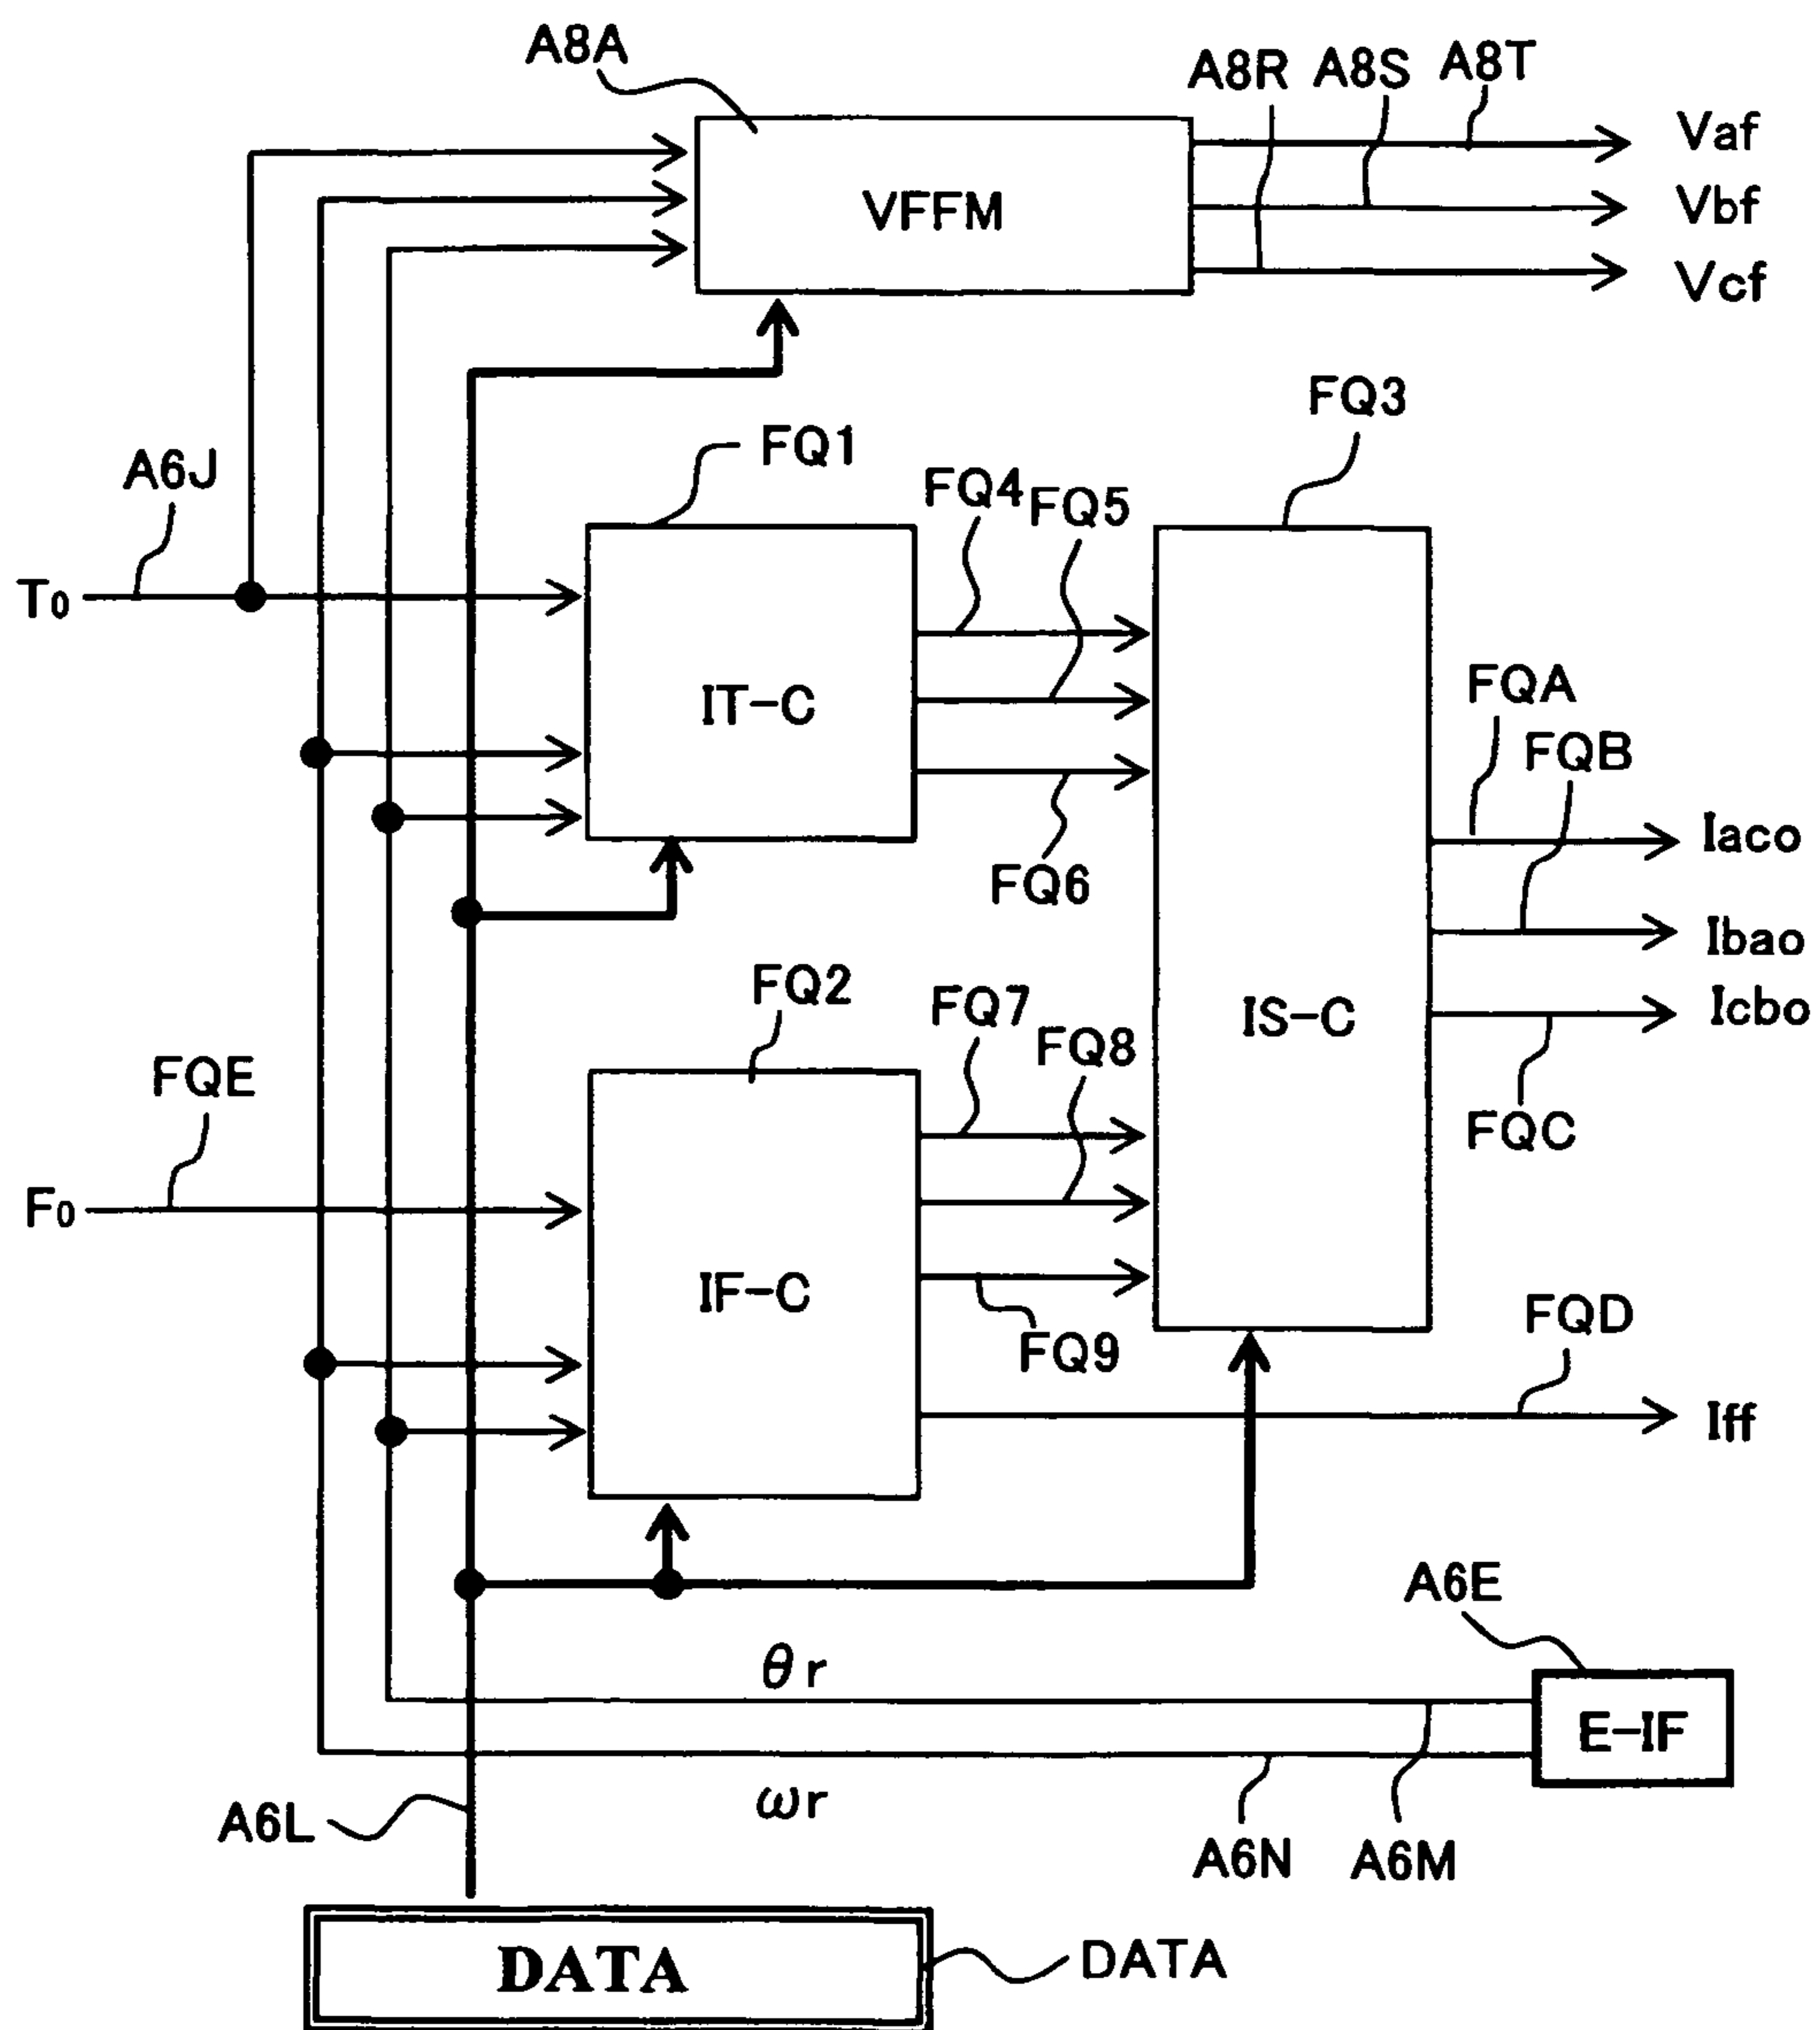 A8A
A8R A8S A8T
Vaf
VFFM
Vbf
Vcf
FQ3
FQ1
A6J
FQ4 FQ5
T0
FQA
IT-C
FQB
Iaco
FQ6
Ibao
FQ2
FQ7
IS-C
Icbo
FQ8
FQE
FQC
F0
IF-C
FQD
FQ9
Iff
A6E
θr
E-IF
ωr
A6L
A6N A6M
DATA
DATA